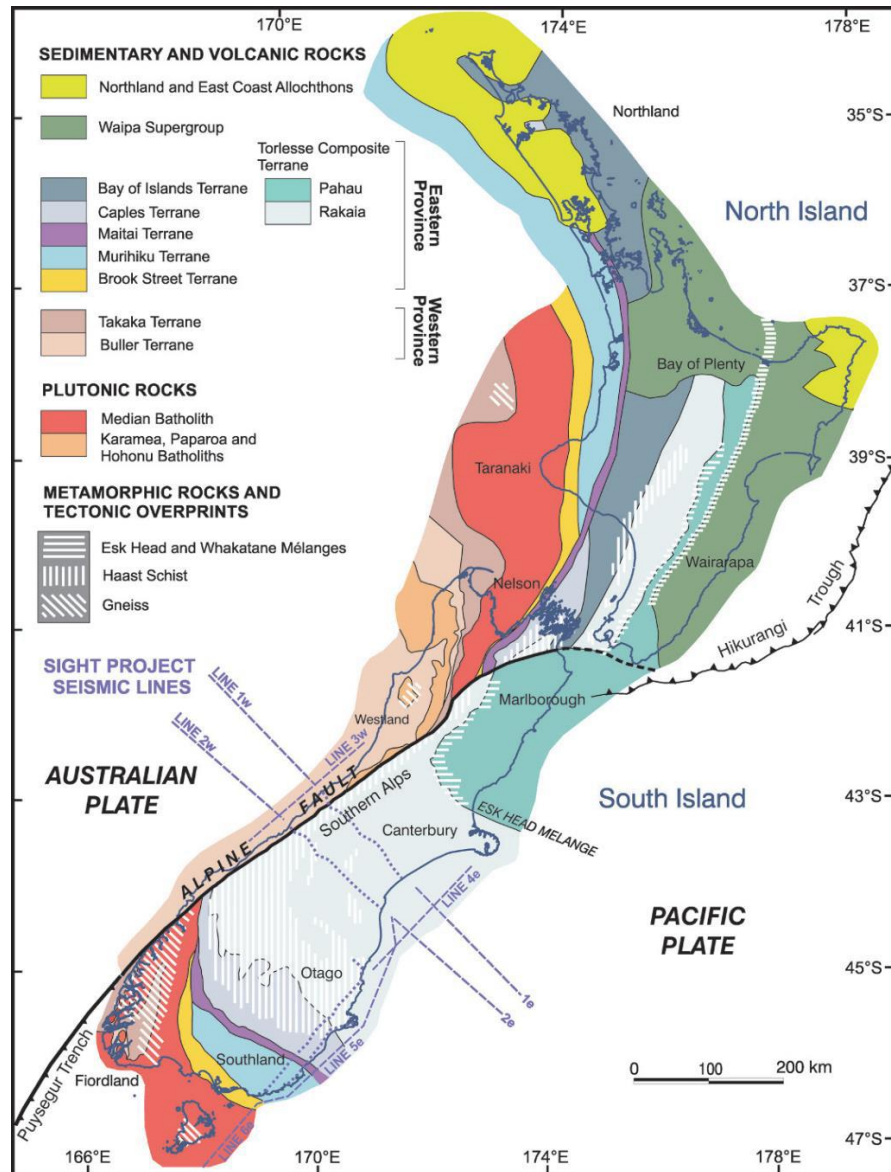 170°E
174°E
178°E
SEDIMENTARY AND VOLCANIC ROCKS
Northland and East Coast Allochthons
Waipa Supergroup
Torlesse Composite
Terrane
Bay of Islands Terrane
Pahau
Caples Terrane
Rakaia
Maitai Terrane
Murihiku Terrane
Brook Street Terrane
Eastern
Province
Takaka Terrane
Buller Terrane
Western
Province
PLUTONIC ROCKS
Median Batholith
Karamea, Paparoa and
Hohonu Batholiths
METAMORPHIC ROCKS AND
TECTONIC OVERPRINTS
Esk Head and Whakatane Mélanges
Haast Schist
Gneiss
SIGHT PROJECT
SEISMIC LINES
LINE 1w
LINE 2w
LINE 3w
Northland
35°S
North Island
37°S
Bay of Plenty
Taranaki
39°S
Wairarapa
Nelson
Hikurangi
Trough
41°S
Marlborough
Westland
AUSTRALIAN
PLATE
ALPINE FAULT
Southern Alps
South Island
43°S
Canterbury
ESK HEAD MELANGE
LINE 4e
PACIFIC
PLATE
45°S
Otago
1e
2e
Southland
LINE 5e
Fiordland
Puysegur Trench
LINE 6e
0 100 200 km
47°S
166°E
170°E
174°E
178°E